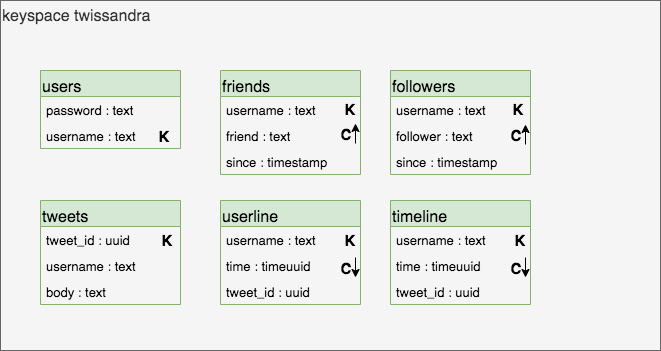 keyspace twissandra
users
password : text
username : text K
friends
username : text K
friend : text C
since : timestamp
followers
username : text K
follower : text C
since : timestamp
tweets
tweet_id : uuid K
username : text
body : text
userline
username : text K
time : timeuuid C
tweet_id : uuid
timeline
username : text K
time : timeuuid C
tweet_id : uuid